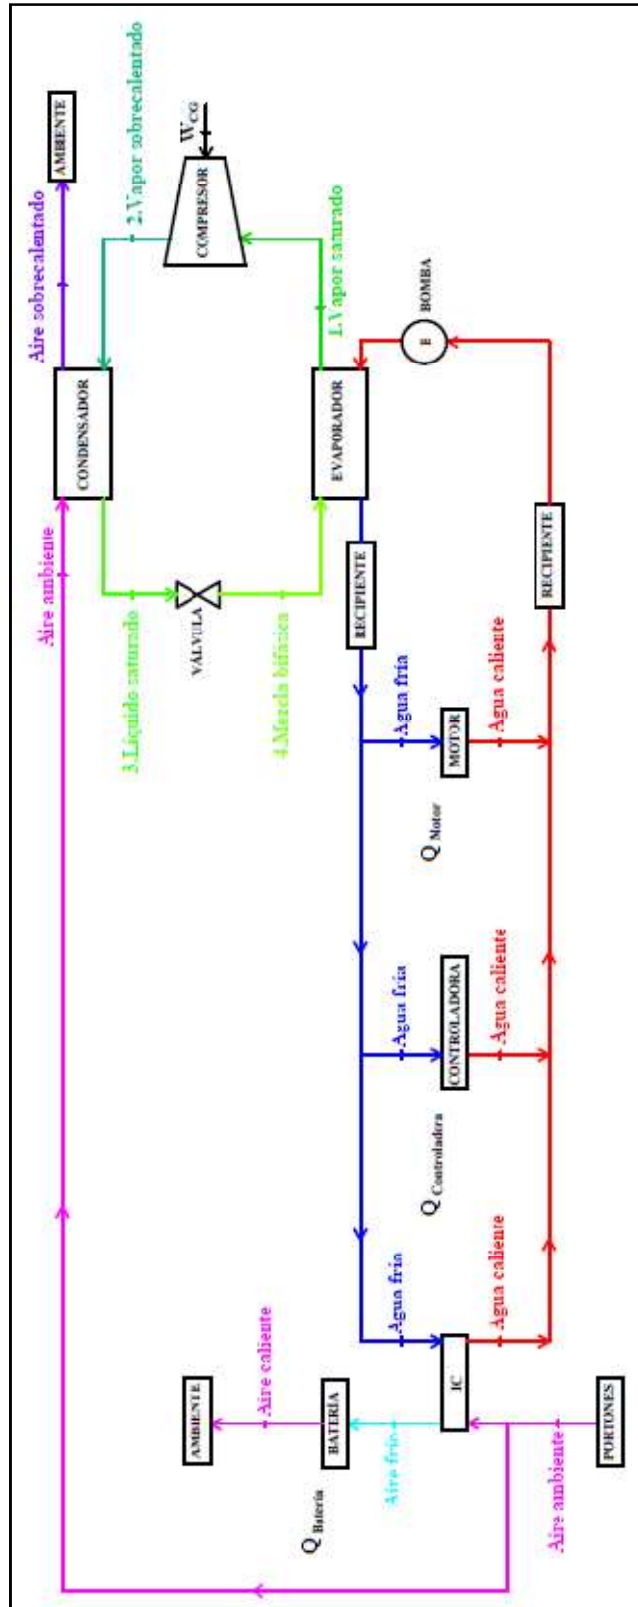 Aire ambiente
Aire sobrecalentado
CONDENSADOR
AMBIENTE
3.Líquido saturado
2.Vapor sobrecalentado
VÁLVULA
COMPRESOR
W CG
AMBIENTE
Aire caliente
4.Mezcla bifásica
1.Vapor saturado
Q Batería
BATERÍA
EVAPORADOR
RECIPIENTE
Aire frío
Agua fría
Agua fría
Agua fría
Q Controladora
Q Motor
BOMBA
IC
CONTROLADORA
MOTOR
Agua caliente
Agua caliente
Agua caliente
Aire ambiente
RECIPIENTE
PONTONES